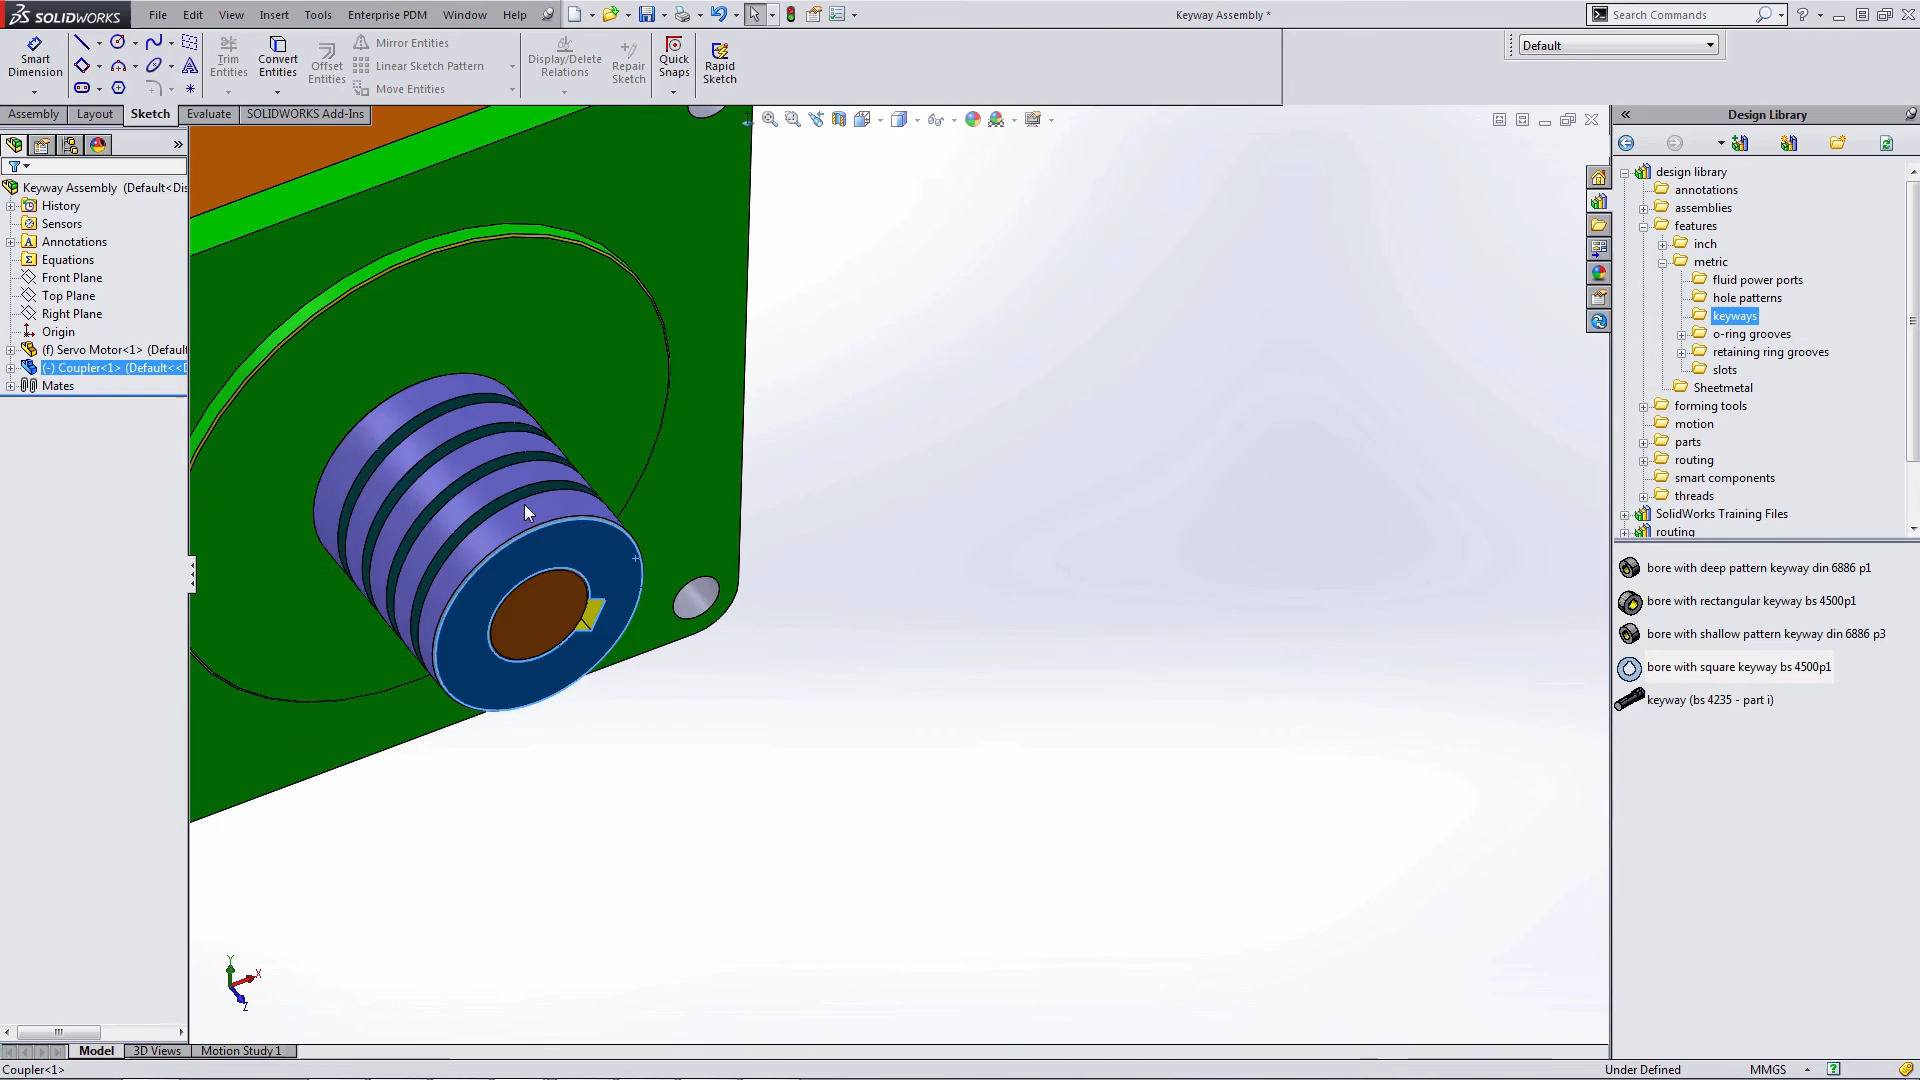 SOLIDWORKS File Edit View Insert Tools Enterprise PDM Window Help Keyway Assembly * Search Commands
Smart Dimension
Trim Entities
Convert Entities
Offset Entities
Mirror Entities
Linear Sketch Pattern
Move Entities
Display/Delete Relations
Repair Sketch
Quick Snaps
Rapid Sketch
Default
Assembly Layout Sketch Evaluate SOLIDWORKS Add-Ins
Keyway Assembly (Default<Dis
History
Sensors
Annotations
Equations
Front Plane
Top Plane
Right Plane
Origin
(f) Servo Motor<1> (Default
(-) Coupler<1> (Default<<D
Mates
Y
X
Z
Design Library
design library
annotations
assemblies
features
inch
metric
fluid power ports
hole patterns
keyways
o-ring grooves
retaining ring grooves
slots
Sheetmetal
forming tools
motion
parts
routing
smart components
threads
SolidWorks Training Files
routing
bore with deep pattern keyway din 6886 p1
bore with rectangular keyway bs 4500p1
bore with shallow pattern keyway din 6886 p3
bore with square keyway bs 4500p1
keyway (bs 4235 - part i)
Model 3D Views Motion Study 1
Coupler<1> Under Defined MMGS